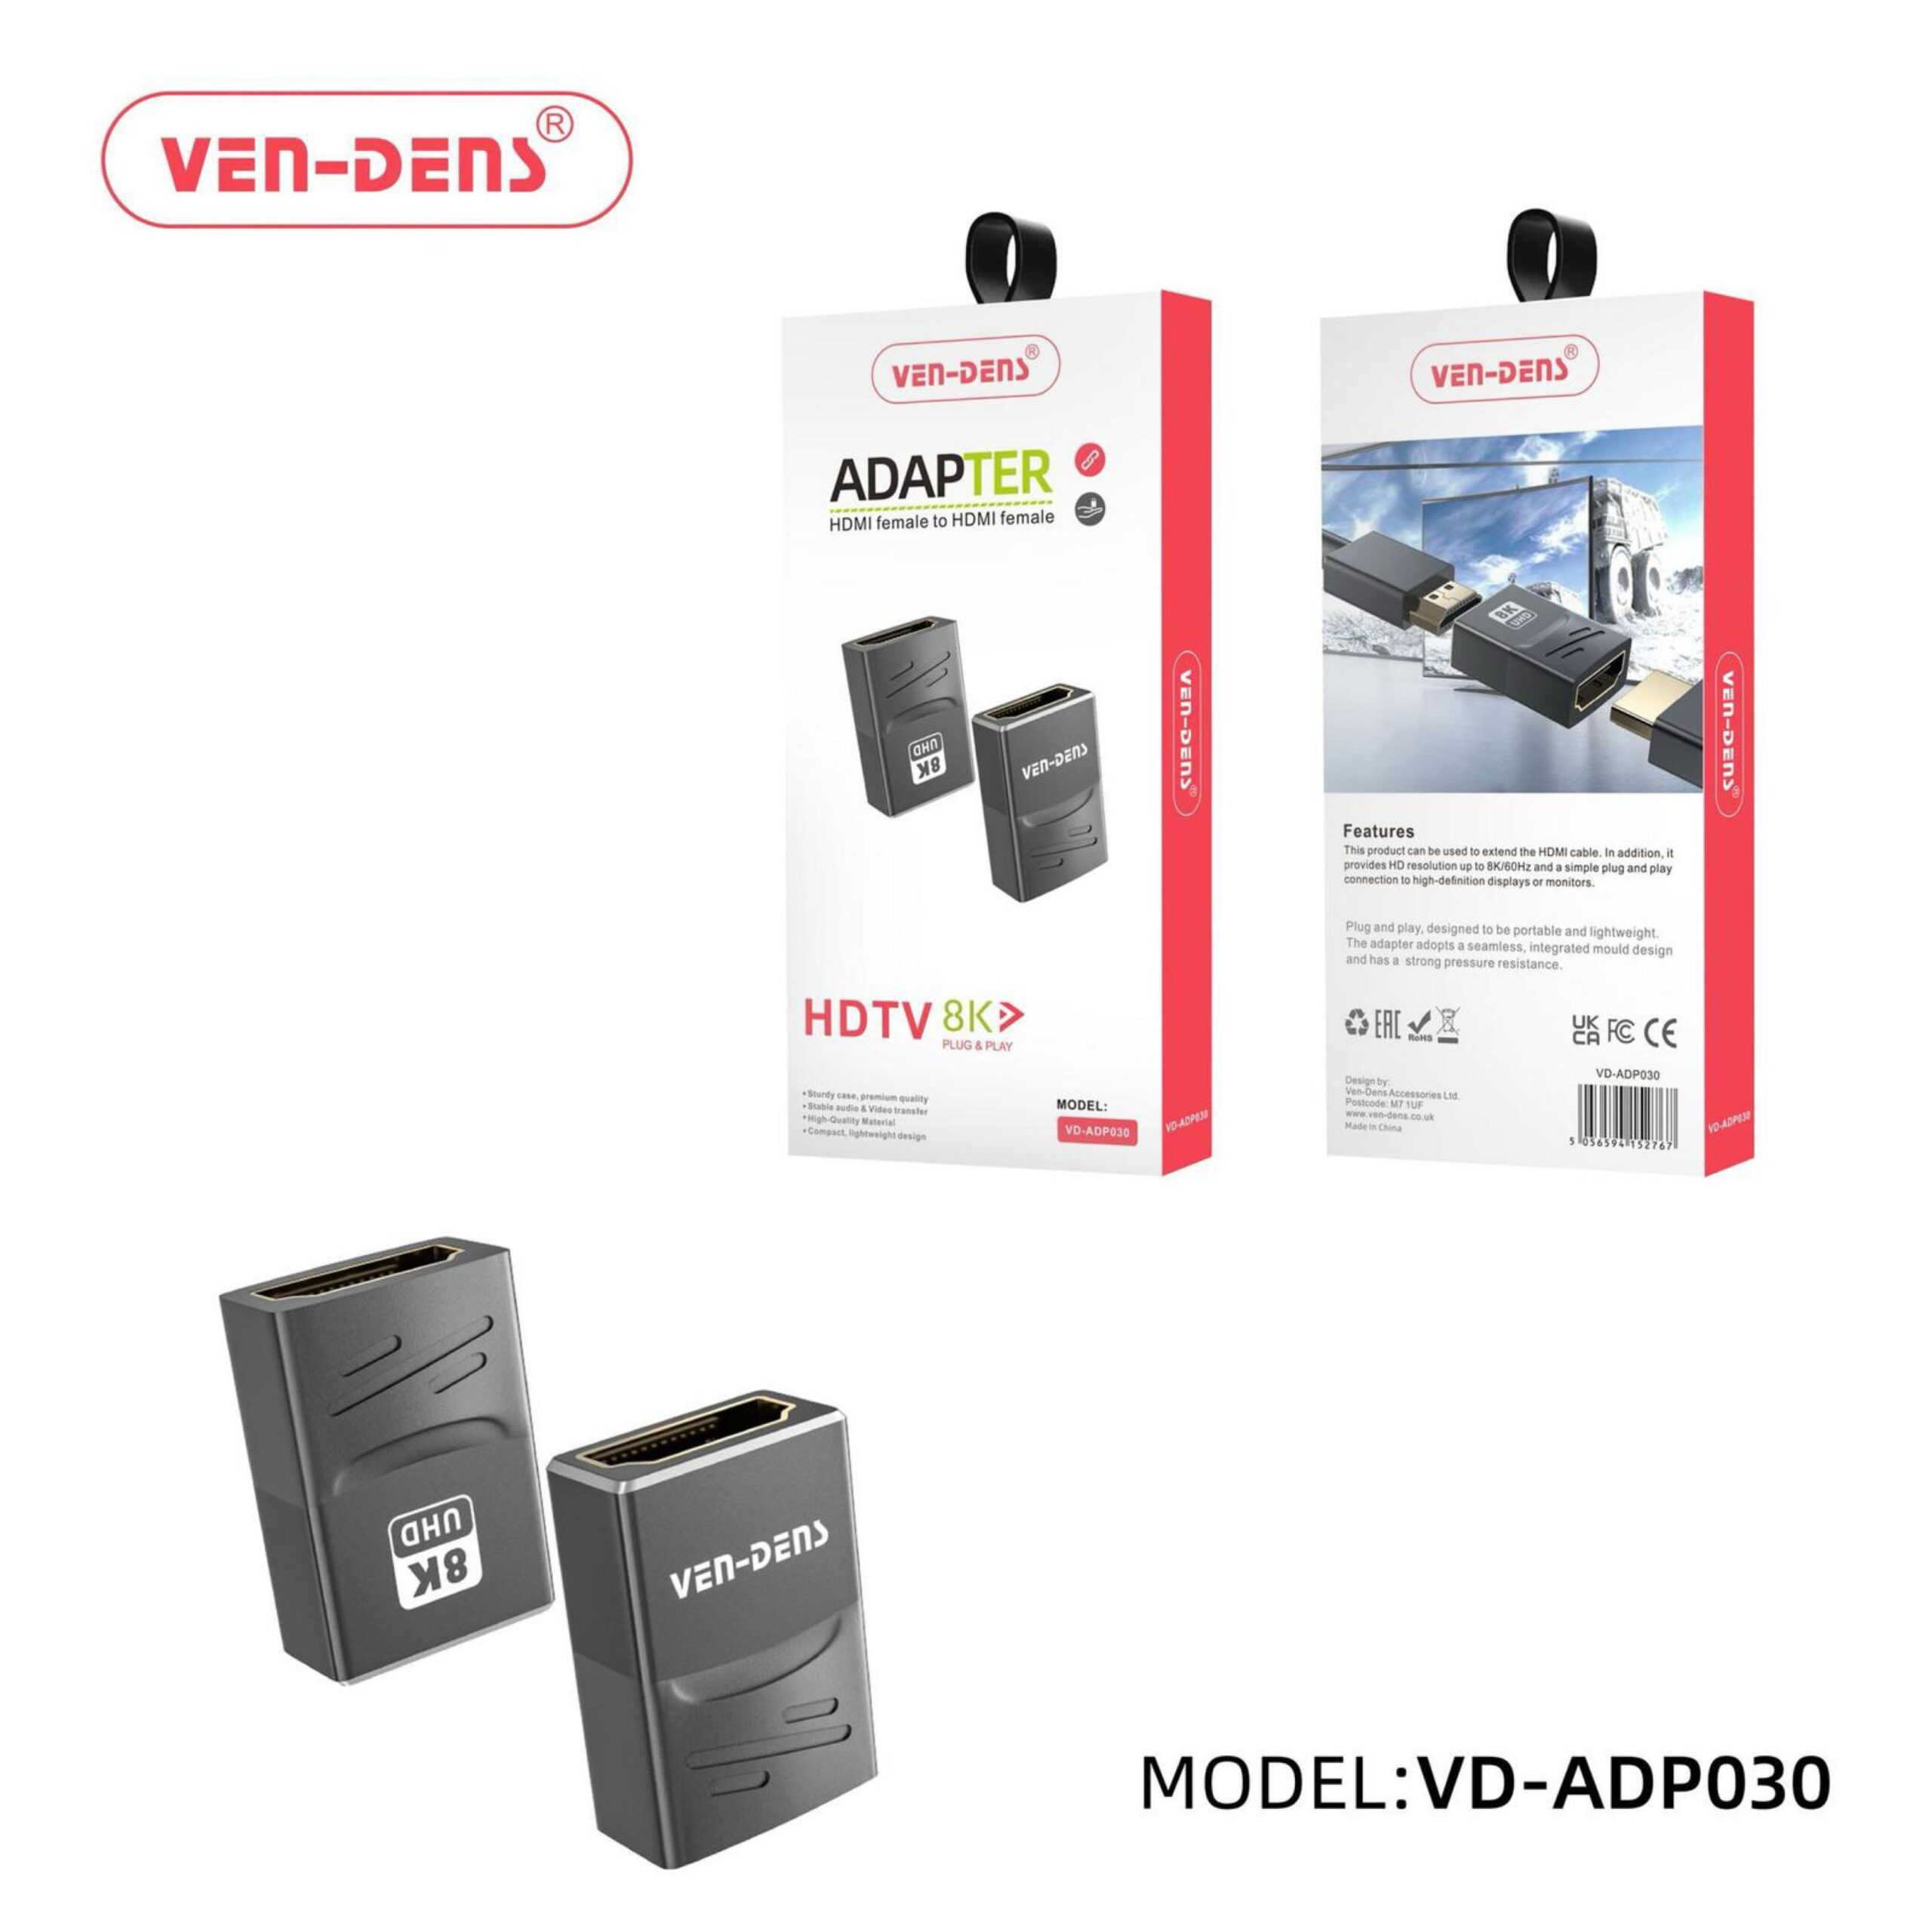 VEN-DENS®
VEN-DENS®
ADAPTER
HDMI female to HDMI female
8K
UHD
VEN-DENS
HDTV 8K
PLUG & PLAY
• Sturdy case, premium quality
• Stable audio & Video transfer
• High-Quality Material
• Compact, lightweight design
MODEL:
VD-ADP030
VEN-DENS®
VD-ADP030
VEN-DENS®
8K
UHD
Features
This product can be used to extend the HDMI cable. In addition, it
provides HD resolution up to 8K/60Hz and a simple plug and play
connection to high-definition displays or monitors.
Plug and play, designed to be portable and lightweight.
The adapter adopts a seamless, integrated mould design
and has a strong pressure resistance.
EAC RoHS UK CA FC CE
Design by:
Ven-Dens Accessories Ltd.
Postcode: M7 1UF
www.ven-dens.co.uk
Made in China
VD-ADP030
5 056594 152767
VEN-DENS®
VD-ADP030
8K
UHD
VEN-DENS
MODEL:VD-ADP030